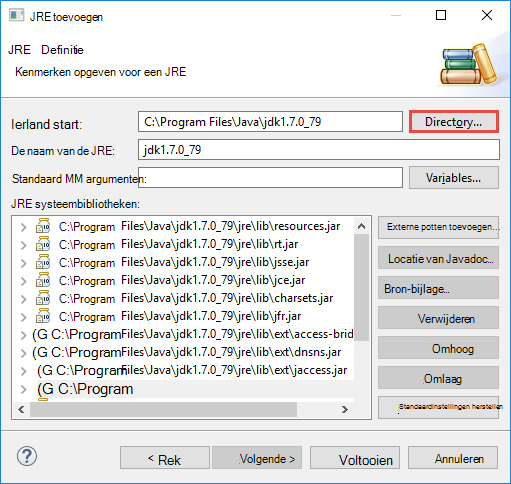 JRE toevoegen
JRE Definitie
Kenmerken opgeven voor een JRE
Ierland start: C:\Program Files\Java\jdk1.7.0_79 Directory...
De naam van de JRE: jdk1.7.0_79
Standaard MM argumenten: Variables...
JRE systeembibliotheken:
C:\Program Files\Java\jdk1.7.0_79\jre\lib\resources.jar
C:\Program Files\Java\jdk1.7.0_79\jre\lib\rt.jar
C:\Program Files\Java\jdk1.7.0_79\jre\lib\jsse.jar
C:\Program Files\Java\jdk1.7.0_79\jre\lib\jce.jar
C:\Program Files\Java\jdk1.7.0_79\jre\lib\charsets.jar
C:\Program Files\Java\jdk1.7.0_79\jre\lib\jfr.jar
(G C:\Program Files\Java\jdk1.7.0_79\jre\lib\ext\access-brid
(G C:\Program Files\Java\jdk1.7.0_79\jre\lib\ext\dnsns.jar
(G C:\Program Files\Java\jdk1.7.0_79\jre\lib\ext\jaccess.jar
(G C:\Program
Externe potten toevoegen...
Locatie van Javadoc...
Bron-bijlage...
Verwijderen
Omhoog
Omlaag
Standaardinstellingen herstellen
? < Rek Volgende > Voltooien Annuleren